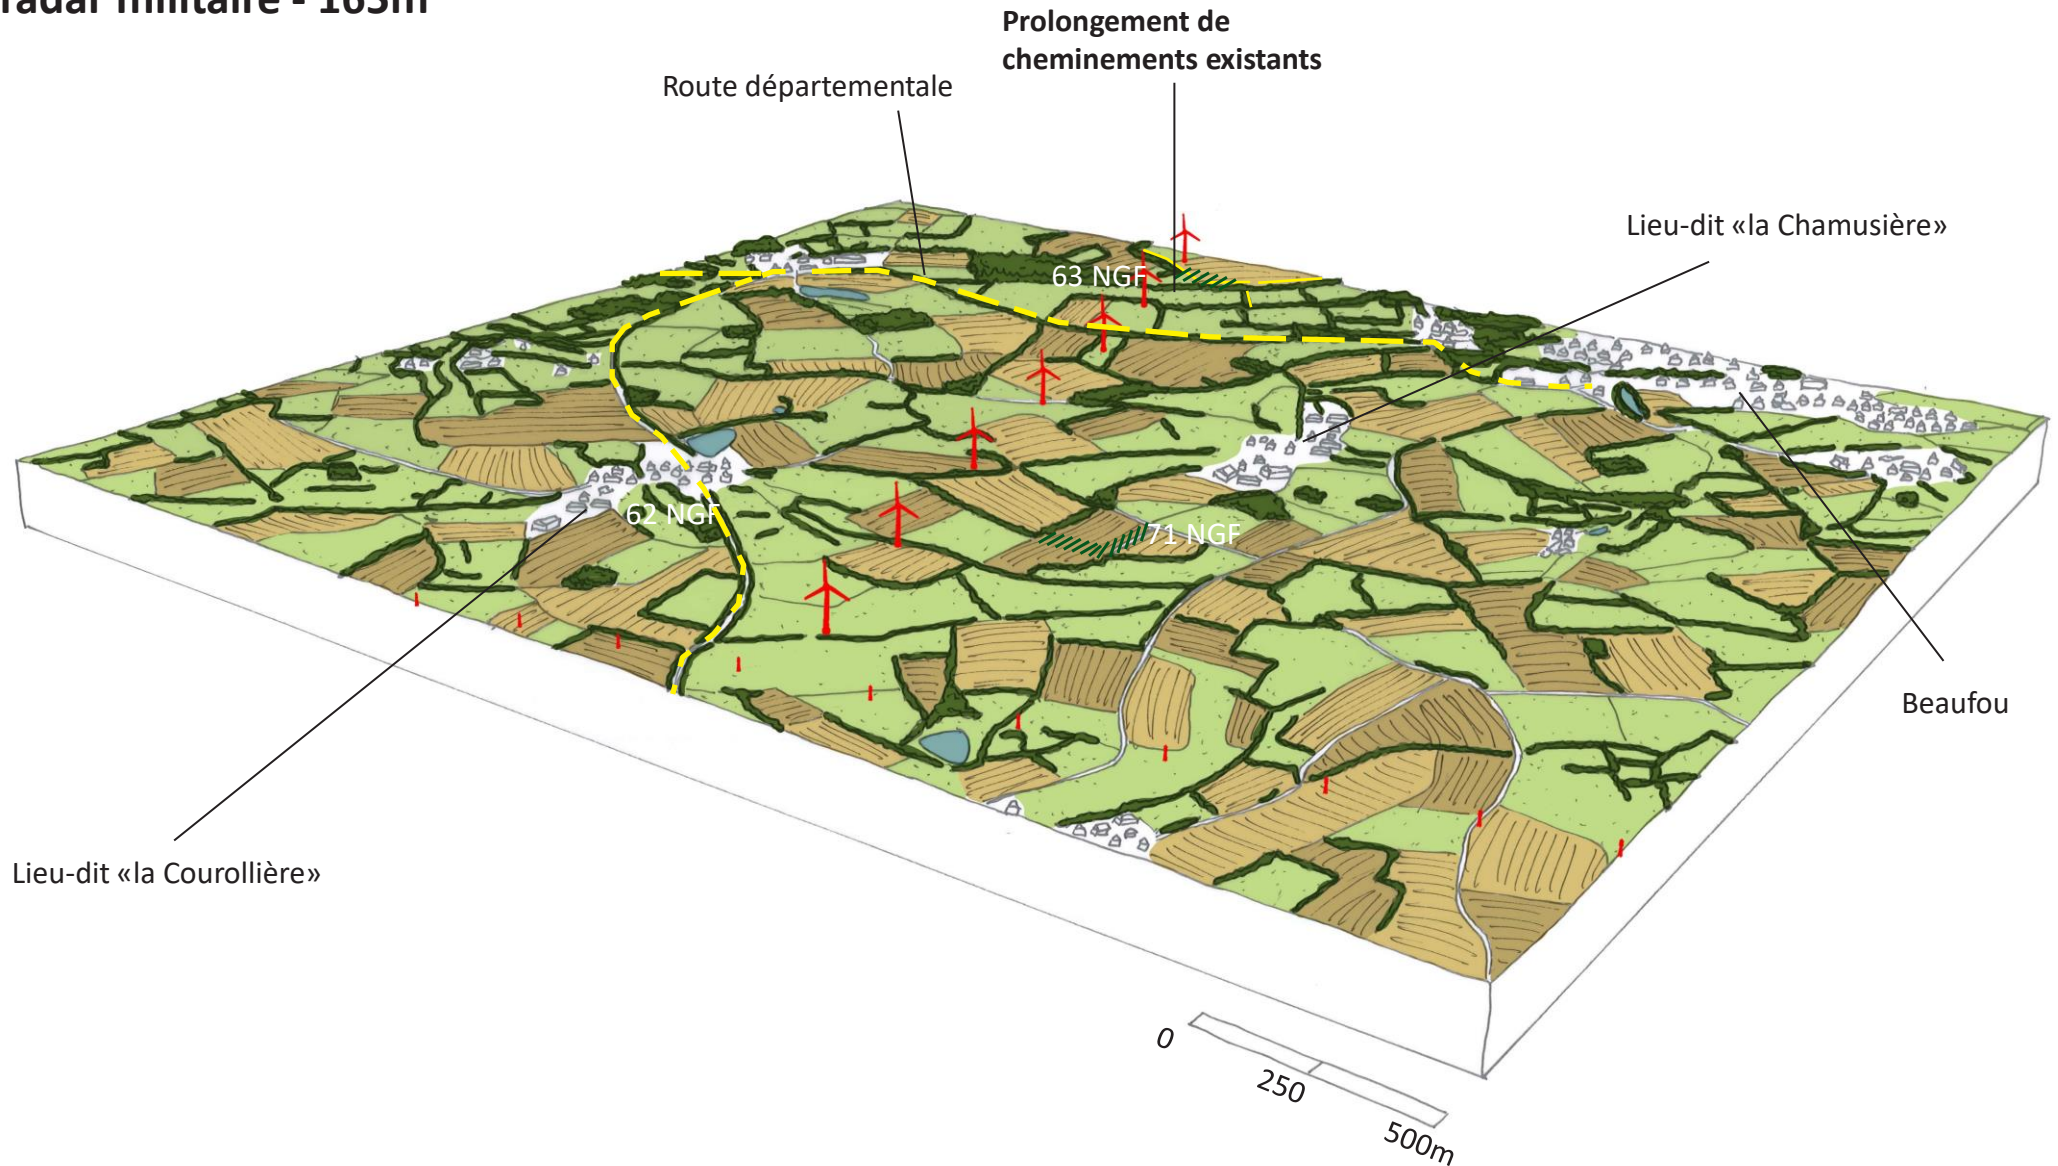 radar militaire - 165m
Prolongement de
cheminements existants
Route départementale
Lieu-dit «la Chamusière»
63 NGF
62 NGF
71 NGF
Beaufou
Lieu-dit «la Courollière»
0
250
500m